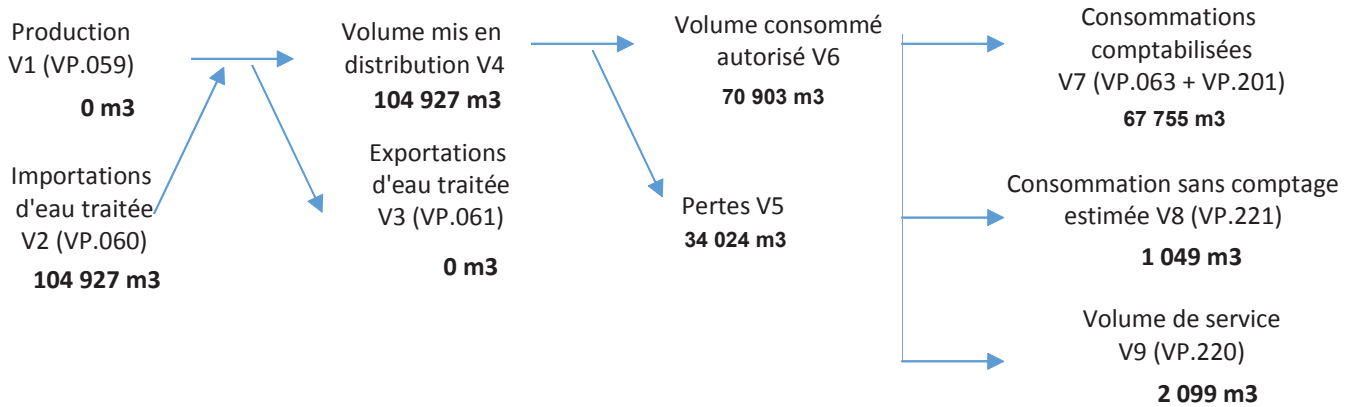 Production
V1 (VP.059)
0 m3
Importations
d'eau traitée
V2 (VP.060)
104 927 m3
Volume mis en
distribution V4
104 927 m3
Exportations
d'eau traitée
V3 (VP.061)
0 m3
Volume consommé
autorisé V6
70 903 m3
Pertes V5
34 024 m3
Consommations
comptabilisées
V7 (VP.063 + VP.201)
67 755 m3
Consommation sans comptage
estimée V8 (VP.221)
1 049 m3
Volume de service
V9 (VP.220)
2 099 m3